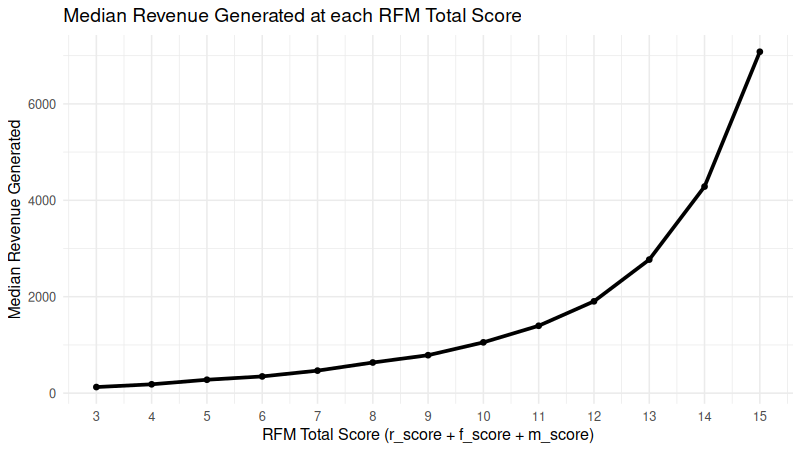 Median Revenue Generated at each RFM Total Score
Median Revenue Generated
6000
4000
2000
0
3 4 5 6 7 8 9 10 11 12 13 14 15
RFM Total Score (r_score + f_score + m_score)